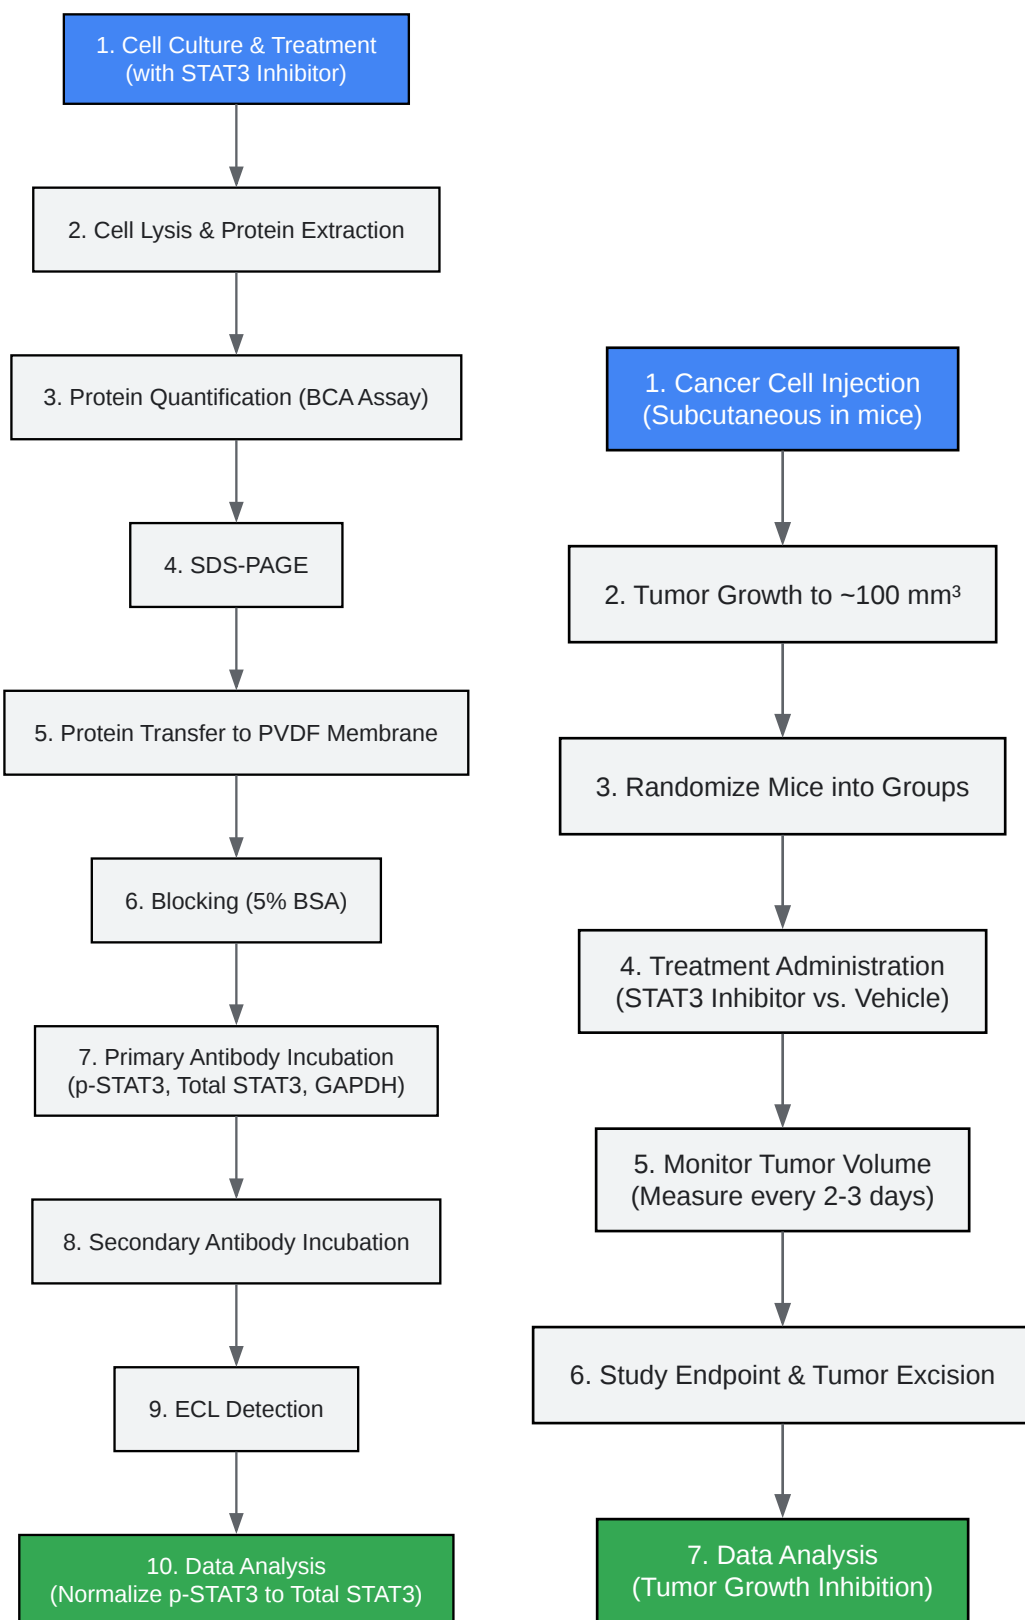 1. Cell Culture & Treatment
(with STAT3 Inhibitor)
2. Cell Lysis & Protein Extraction
3. Protein Quantification (BCA Assay)
4. SDS-PAGE
5. Protein Transfer to PVDF Membrane
6. Blocking (5% BSA)
7. Primary Antibody Incubation
(p-STAT3, Total STAT3, GAPDH)
8. Secondary Antibody Incubation
9. ECL Detection
10. Data Analysis
(Normalize p-STAT3 to Total STAT3)
1. Cancer Cell Injection
(Subcutaneous in mice)
2. Tumor Growth to ~100 mm³
3. Randomize Mice into Groups
4. Treatment Administration
(STAT3 Inhibitor vs. Vehicle)
5. Monitor Tumor Volume
(Measure every 2-3 days)
6. Study Endpoint & Tumor Excision
7. Data Analysis
(Tumor Growth Inhibition)